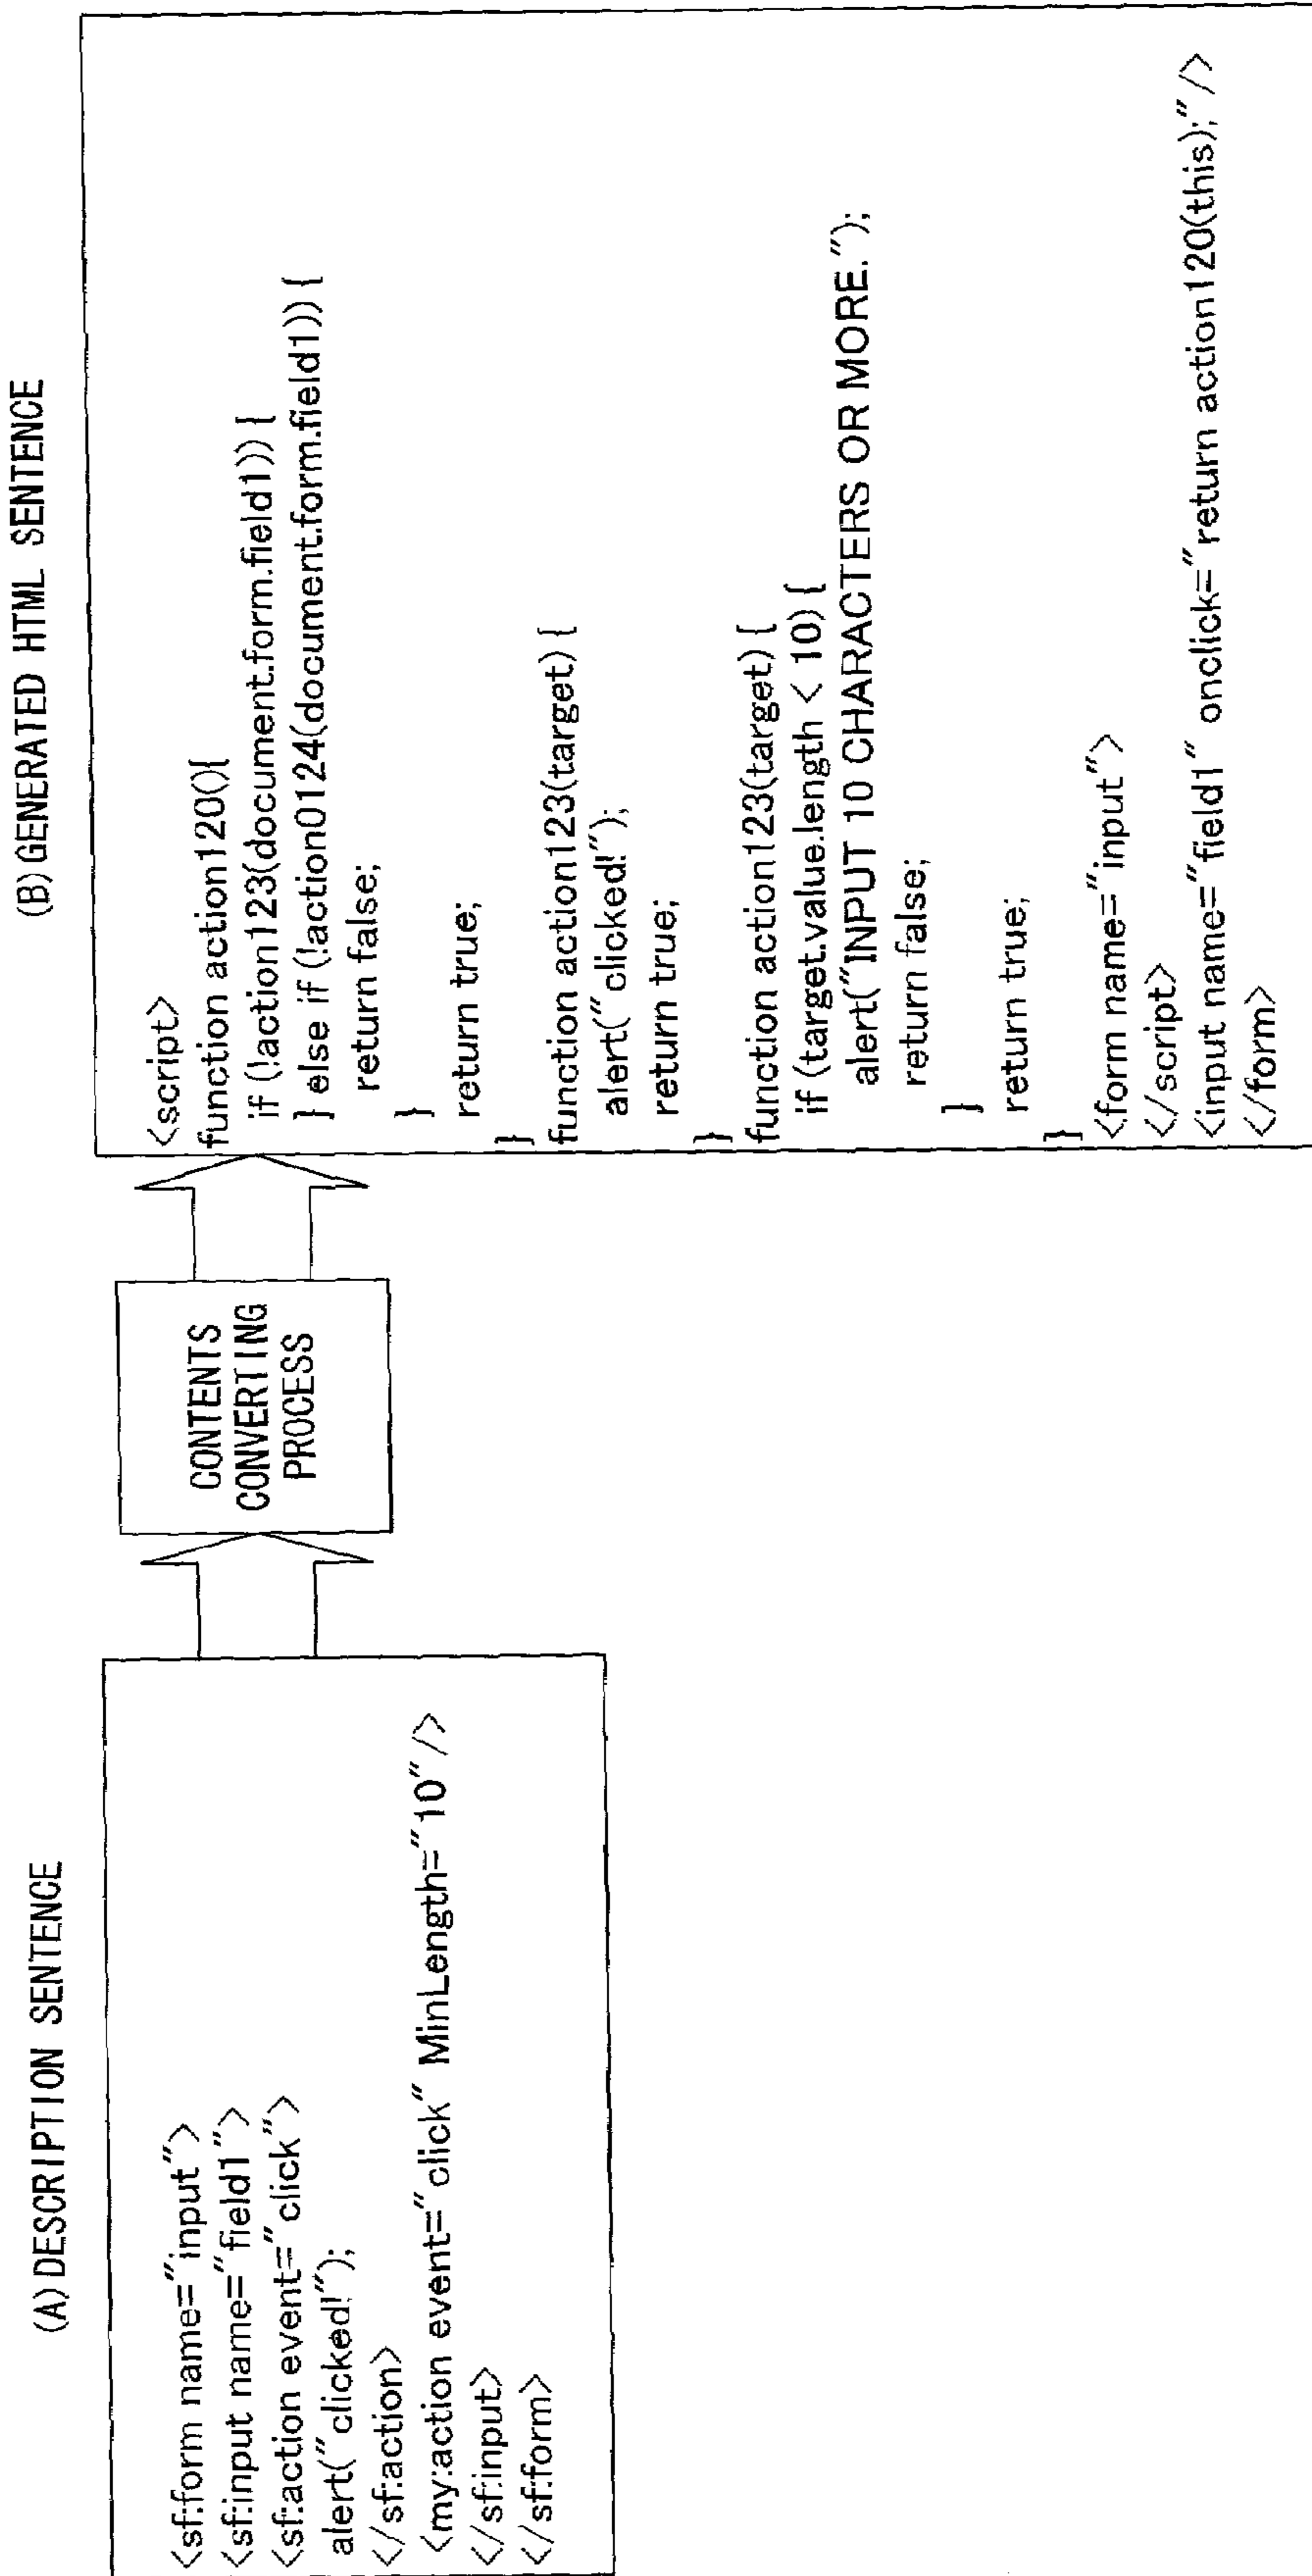 (A) DESCRIPTION SENTENCE
<sf:form name="input">
<sf:input name="field1">
<sf:action event="click">
alert("clicked!");
</sf:action>
<my:action event="click" MinLength="10"/>
</sf:input>
</sf:form>
CONTENTS
CONVERTING
PROCESS
(B) GENERATED HTML SENTENCE
<script>
function action120(){
if (!action123(document.form.field1)) {
} else if (!action0124(document.form.field1)) {
return false;
}
return true;
}
function action123(target) {
alert("clicked!");
return true;
}
function action123(target) {
if (target.value.length < 10) {
alert("INPUT 10 CHARACTERS OR MORE.");
return false;
}
return true;
}
<form name="input">
</script>
<input name="field1" onclick="return action120(this);"/>
</form>